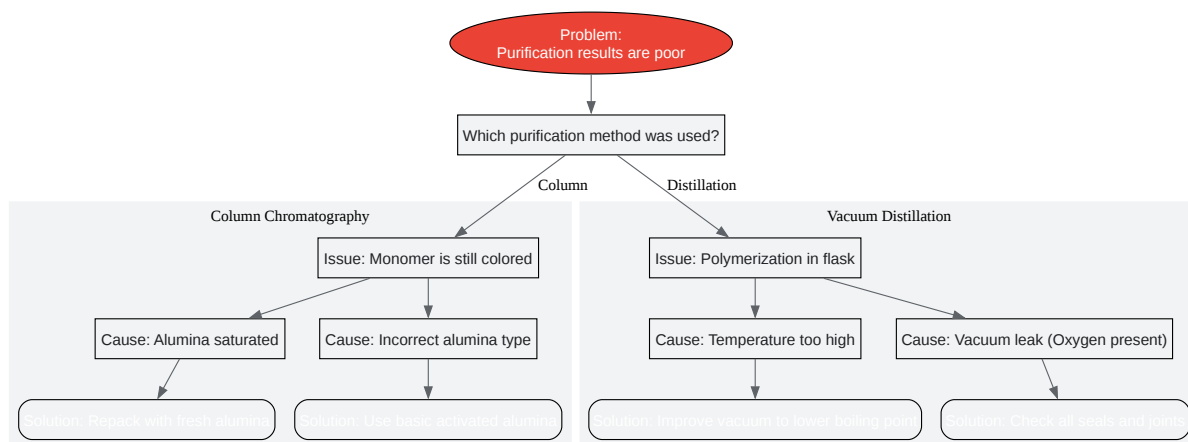 Problem:
Purification results are poor
Which purification method was used?
Column
Distillation
Column Chromatography
Vacuum Distillation
Issue: Monomer is still colored
Issue: Polymerization in flask
Cause: Alumina saturated
Cause: Incorrect alumina type
Cause: Temperature too high
Cause: Vacuum leak (Oxygen present)
Solution: Repack with fresh alumina
Solution: Use basic activated alumina
Solution: Improve vacuum to lower boiling point
Solution: Check all seals and joints